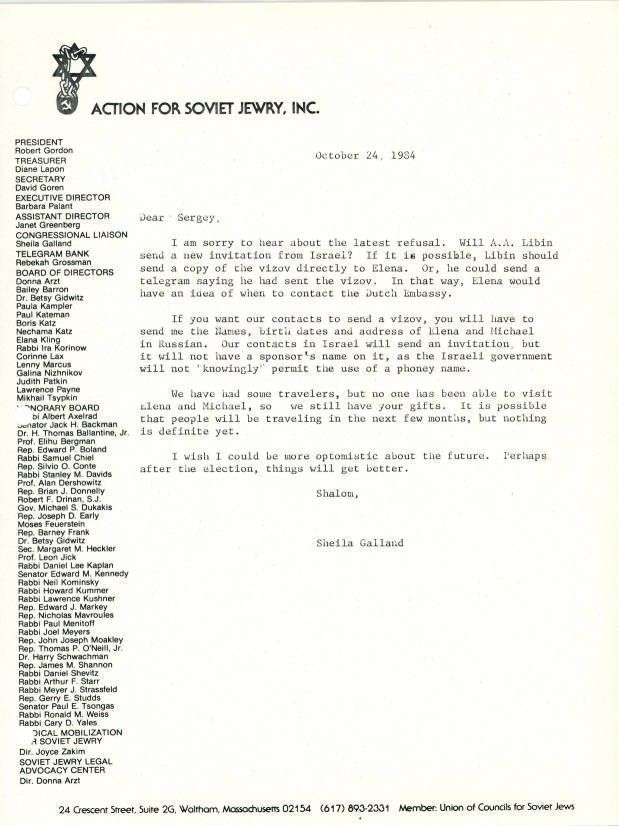 ACTION FOR SOVIET JEWRY, INC.
PRESIDENT
Robert Gordon
TREASURER
Diane Lapon
SECRETARY
David Goren
EXECUTIVE DIRECTOR
Barbara Palant
ASSISTANT DIRECTOR
Janet Greenberg
CONGRESSIONAL LIAISON
Sheila Galland
TELEGRAM BANK
Rebekah Grossman
BOARD OF DIRECTORS
Donna Arzt
Bailey Barron
Dr. Betsy Gidwitz
Paula Kampler
Paul Kateman
Boris Katz
Nechama Katz
Elana Kling
Rabbi Ira Korinow
Corinne Lax
Lenny Marcus
Galina Nizhnikov
Judith Patkin
Lawrence Payne
Mikhail Tsypkin
NORARY BOARD
bi Albert Axelrad
Senator Jack H. Backman
Dr. H. Thomas Ballantine, Jr.
Prof. Elihu Bergman
Rep. Edward P. Boland
Rabbi Samuel Chiel
Rep. Silvio O. Conte
Rabbi Stanley M. Davids
Prof. Alan Dershowitz
Rep. Brian J. Donnelly
Robert F. Drinan, S.J.
Gov. Michael S. Dukakis
Rep. Joseph D. Early
Moses Feuerstein
Rep. Barney Frank
Dr. Betsy Gidwitz
Sec. Margaret M. Heckler
Prof. Leon Jick
Rabbi Daniel Lee Kaplan
Senator Edward M. Kennedy
Rabbi Neil Kominsky
Rabbi Howard Kummer
Rabbi Lawrence Kushner
Rep. Edward J. Markey
Rep. Nicholas Mavroules
Rabbi Paul Menitoff
Rabbi Joel Meyers
Rep. John Joseph Moakley
Rep. Thomas P. O'Neill, Jr.
Dr. Harry Schwachman
Rep. James M. Shannon
Rabbi Daniel Shevitz
Rabbi Arthur F. Starr
Rabbi Meyer J. Strassfeld
Rep. Gerry E. Studds
Senator Paul E. Tsongas
Rabbi Ronald M. Weiss
Rabbi Cary D. Yales
DICAL MOBILIZATION
R SOVIET JEWRY
Dir. Joyce Zakim
SOVIET JEWRY LEGAL
ADVOCACY CENTER
Dir. Donna Arzt
October 24, 1984
Dear Sergey,
I am sorry to hear about the latest refusal. Will A.A. Libin
send a new invitation from Israel? If it is possible, Libin should
send a copy of the vizov directly to Elena. Or, he could send a
telegram saying he had sent the vizov. In that way, Elena would
have an idea of when to contact the Dutch Embassy.
If you want our contacts to send a vizov, you will have to
send me the Names, birth dates and address of Elena and Michael
in Russian. Our contacts in Israel will send an invitation, but
it will not have a sponsor's name on it, as the Israeli government
will not "knowingly" permit the use of a phoney name.
We have had some travelers, but no one has been able to visit
Elena and Michael, so we still have your gifts. It is possible
that people will be traveling in the next few months, but nothing
is definite yet.
I wish I could be more optomistic about the future. Perhaps
after the election, things will get better.
Shalom,
Sheila Galland
24 Crescent Street, Suite 2G, Waltham, Massachusetts 02154 (617) 893-2331 Member: Union of Councils for Soviet Jews